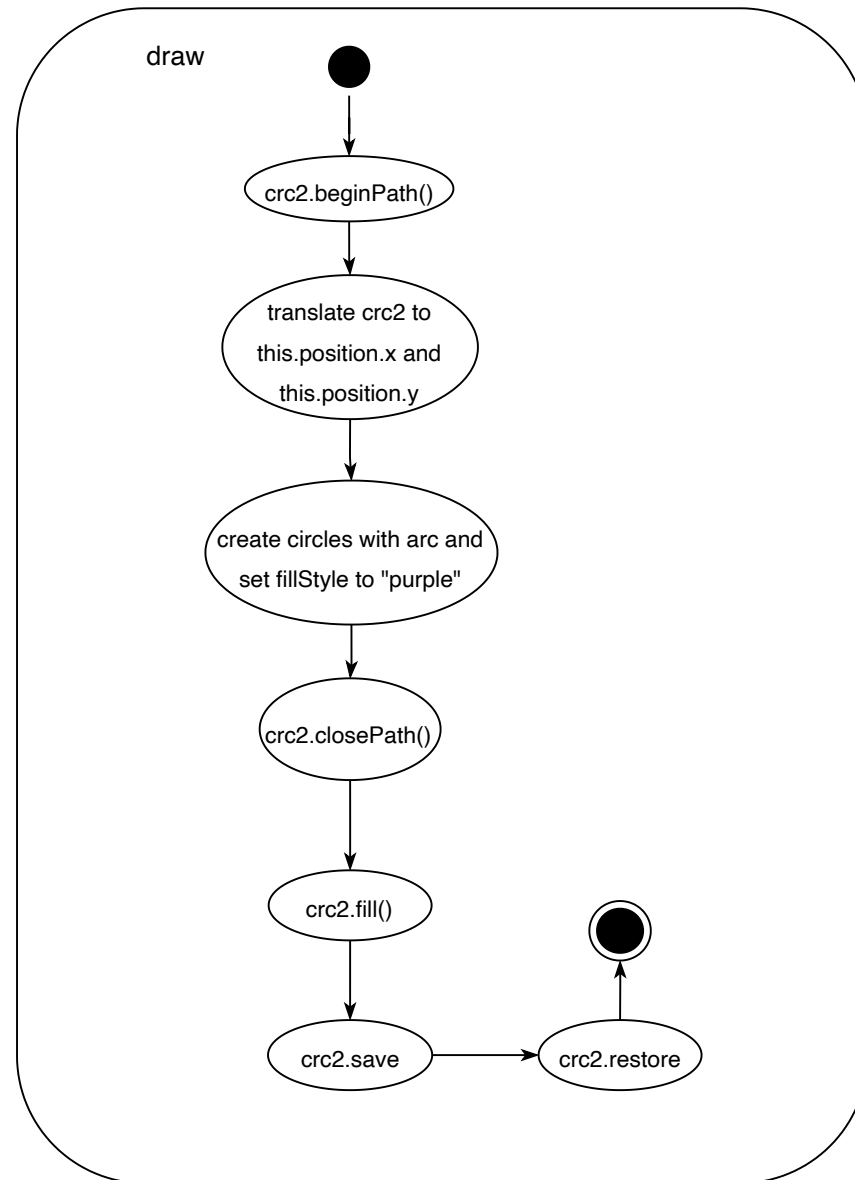 draw
crc2.beginPath()
translate crc2 to
this.position.x and
this.position.y
create circles with arc and
set fillStyle to "purple"
crc2.closePath()
crc2.fill()
crc2.save
crc2.restore